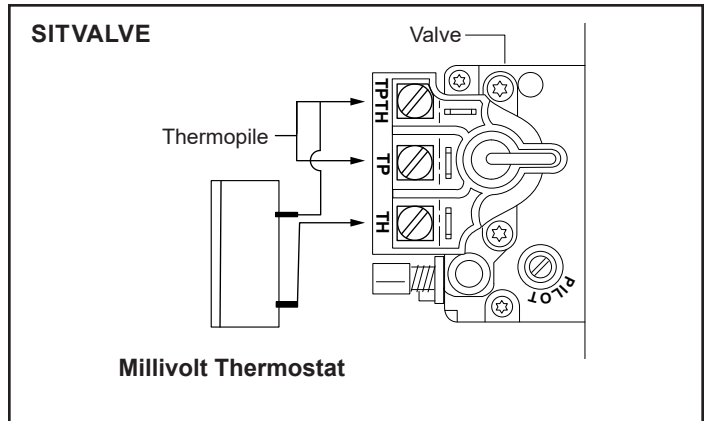 SITVALVE
Valve
TPTH
Thermopile
TP
TH
PILOT
Millivolt Thermostat